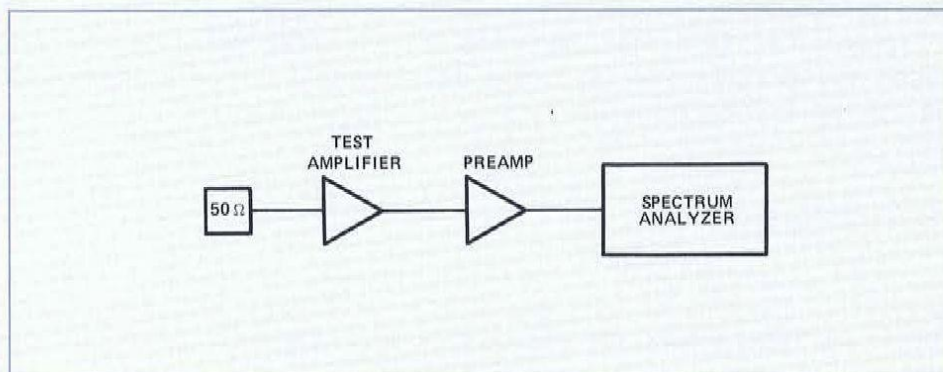 TEST
AMPLIFIER
PREAMP
50 Ω
SPECTRUM
ANALYZER